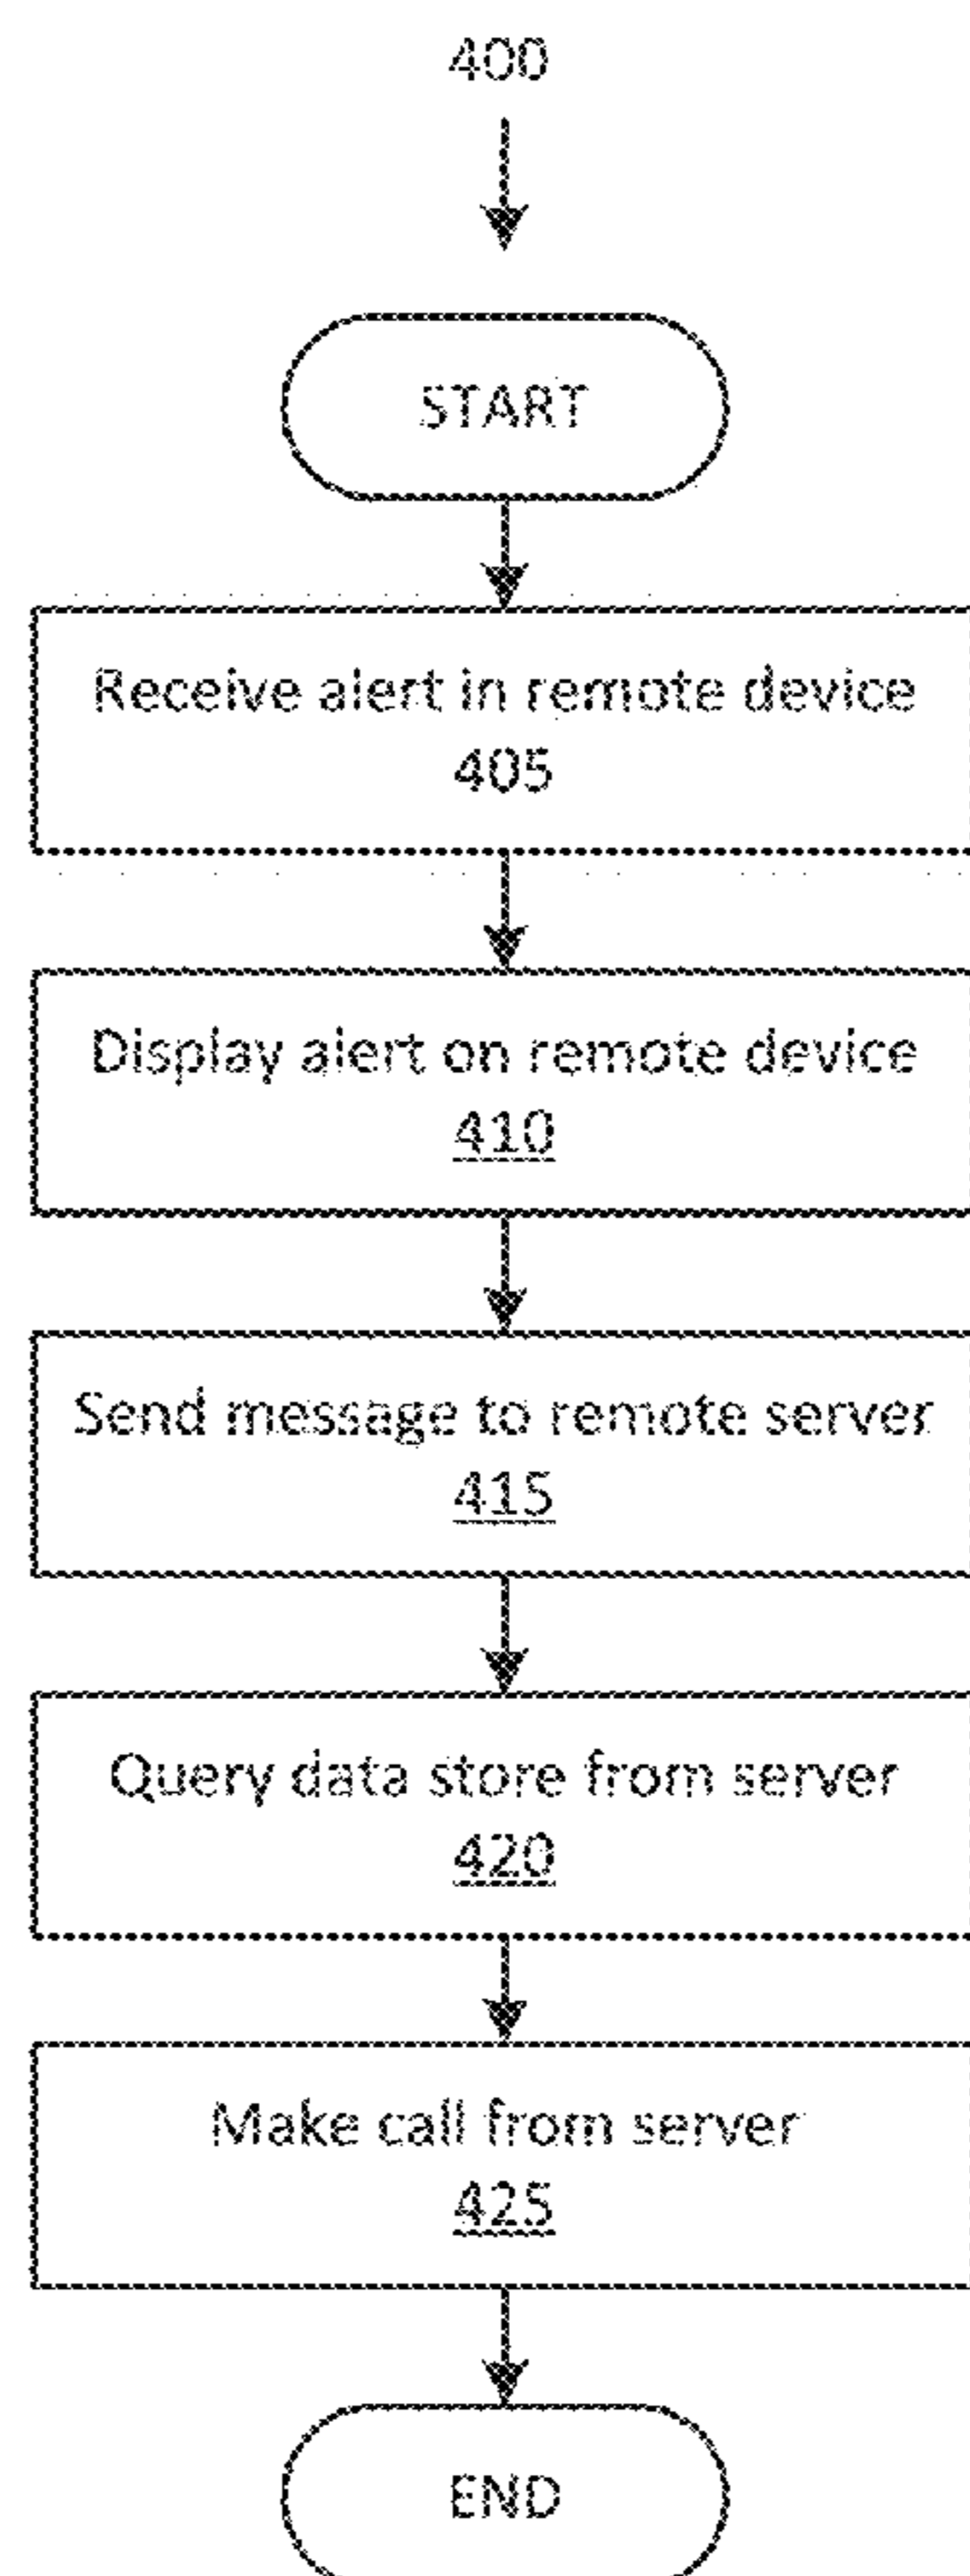 400
START
Receive alert in remote device
405
Display alert on remote device
410
Send message to remote server
415
Query data store from server
420
Make call from server
425
END